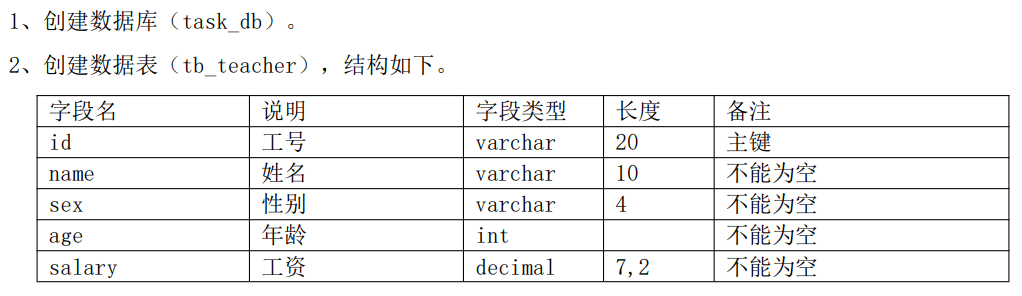 1、创建数据库（task_db）。
2、创建数据表（tb_teacher），结构如下。
字段名 说明 字段类型 长度 备注
id 工号 varchar 20 主键
name 姓名 varchar 10 不能为空
sex 性别 varchar 4 不能为空
age 年龄 int 不能为空
salary 工资 decimal 7,2 不能为空